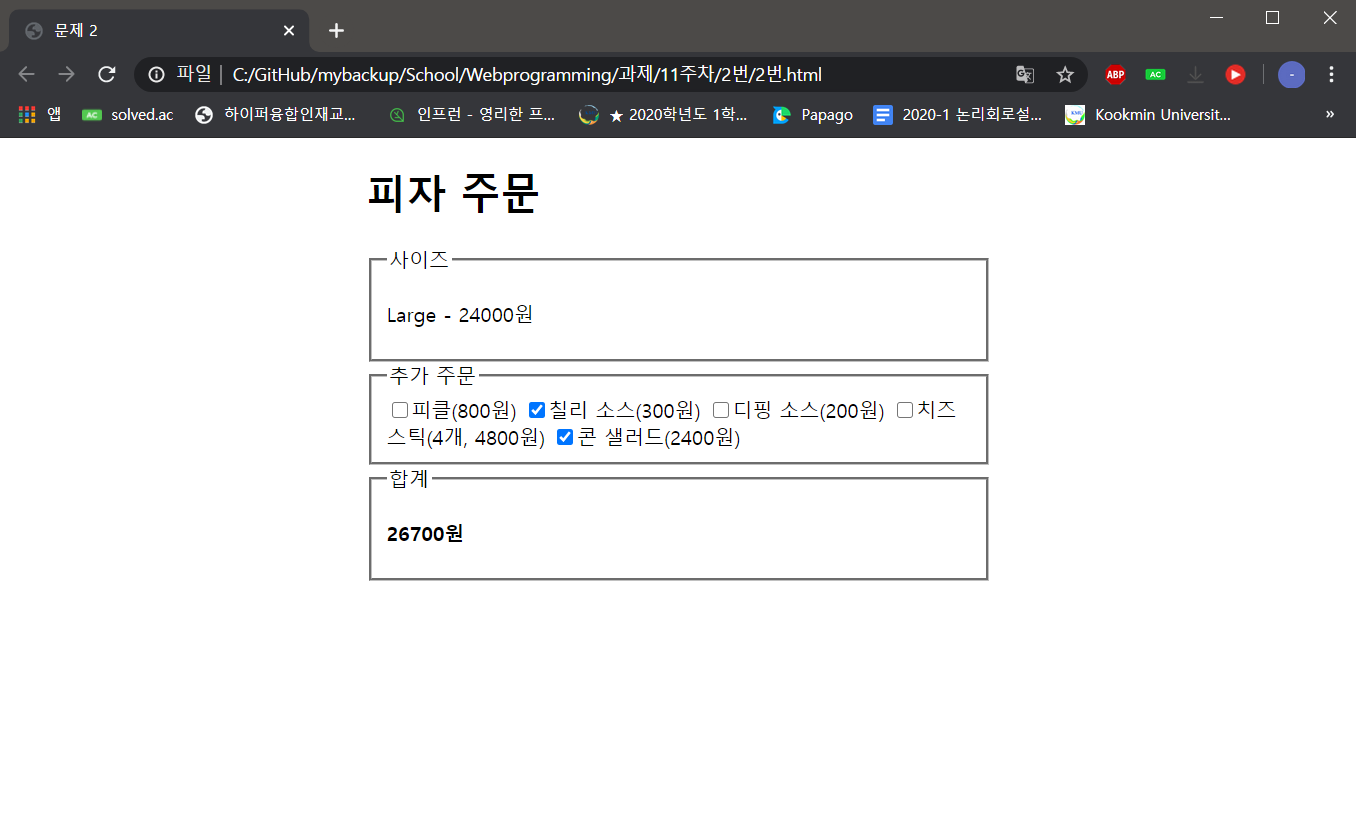 문제 2
파일 | C:/GitHub/mybackup/School/Webprogramming/과제/11주차/2번/2번.html
ABP
AC
-
앱
AC solved.ac
하이퍼융합인재교...
인프런 - 영리한 프...
★ 2020학년도 1학...
Papago
2020-1 논리회로설...
Kookmin Universit...
»
피자 주문
사이즈
Large - 24000원
추가 주문
피클(800원) 칠리 소스(300원) 디핑 소스(200원) 치즈
스틱(4개, 4800원) 콘 샐러드(2400원)
합계
26700원